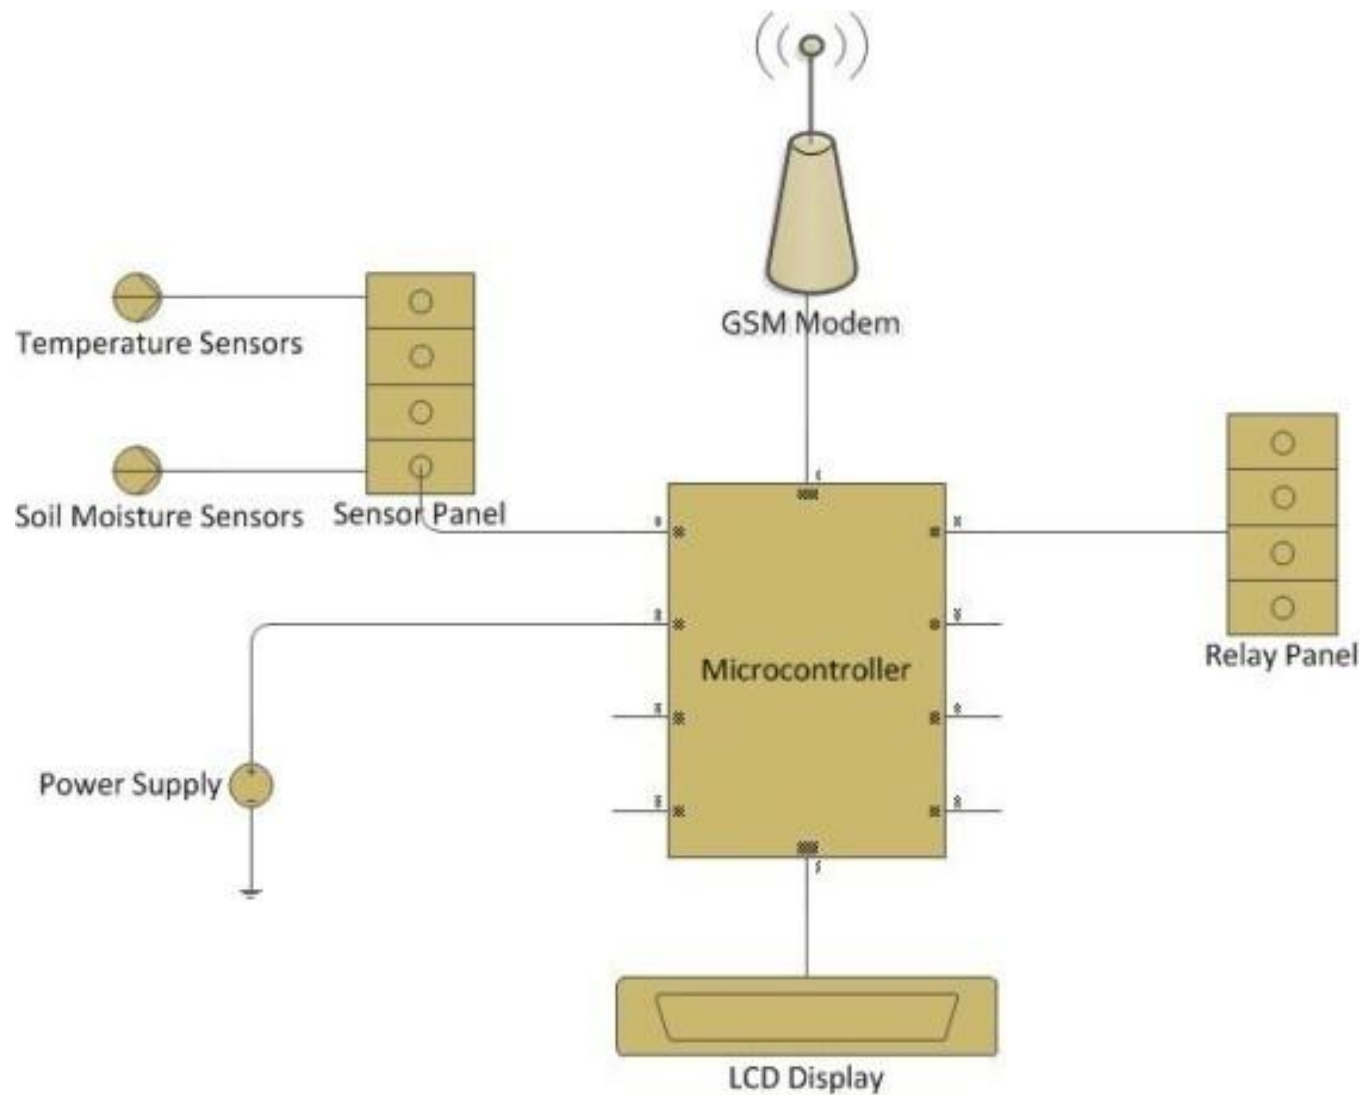 GSM Modem
Temperature Sensors
Soil Moisture Sensors
Sensor Panel
Relay Panel
Microcontroller
Power Supply
LCD Display